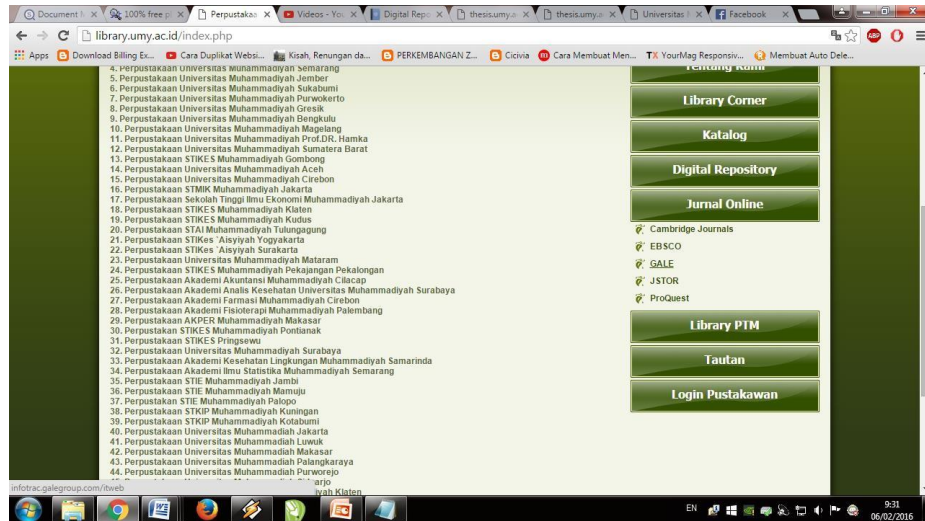 Document M
100% free pl
Perpustakaa
Videos - You
Digital Repo
thesis.umy.a
thesis.umy.a
Universitas
Facebook
library.umy.ac.id/index.php
Apps
Download Billing Ex...
Cara Duplikat Websi...
Kisah, Renungan da...
PERKEMBANGAN Z...
Cicivia
Cara Membuat Men...
TX YourMag Responsiv...
Membuat Auto Dele...
4. Perpustakaan Universitas Muhammadiyah Semarang
5. Perpustakaan Universitas Muhammadiyah Jember
6. Perpustakaan Universitas Muhammadiyah Sukabumi
7. Perpustakaan Universitas Muhammadiyah Purwokerto
8. Perpustakaan Universitas Muhammadiyah Gresik
9. Perpustakaan Universitas Muhammadiyah Bengkulu
10. Perpustakaan Universitas Muhammadiyah Magelang
11. Perpustakaan Universitas Muhammadiyah Prof.DR. Hamka
12. Perpustakaan Universitas Muhammadiyah Sumatera Barat
13. Perpustakaan STIKES Muhammadiyah Gombong
14. Perpustakaan Universitas Muhammadiyah Aceh
15. Perpustakaan Universitas Muhammadiyah Cirebon
16. Perpustakaan STMIK Muhammadiyah Jakarta
17. Perpustakaan Sekolah Tinggi Ilmu Ekonomi Muhammadiyah Jakarta
18. Perpustakaan STIKES Muhammadiyah Klaten
19. Perpustakaan STIKES Muhammadiyah Kudus
20. Perpustakaan STAI Muhammadiyah Tulungagung
21. Perpustakaan STIKes `Aisyiyah Yogyakarta
22. Perpustakaan STIKes `Aisyiyah Surakarta
23. Perpustakaan Universitas Muhammadiyah Mataram
24. Perpustakaan STIKES Muhammadiyah Pekajangan Pekalongan
25. Perpustakaan Akademi Akuntansi Muhammadiyah Cilacap
26. Perpustakaan Akademi Analis Kesehatan Universitas Muhammadiyah Surabaya
27. Perpustakaan Akademi Farmasi Muhammadiyah Cirebon
28. Perpustakaan Akademi Fisioterapi Muhammadiyah Palembang
29. Perpustakaan AKPER Muhammadiyah Makasar
30. Perpustakan STIKES Muhammadiyah Pontianak
31. Perpustakaan STIKES Pringsewu
32. Perpustakaan Universitas Muhammadiyah Surabaya
33. Perpustakaan Akademi Kesehatan Lingkungan Muhammadiyah Samarinda
34. Perpustakaan Akademi Ilmu Statistika Muhammadiyah Semarang
35. Perpustakaan STIE Muhammadiyah Jambi
36. Perpustakaan STIE Muhammadiyah Mamuju
37. Perpustakan STIE Muhammadiyah Palopo
38. Perpustakaan STKIP Muhammadiyah Kuningan
39. Perpustakaan STKIP Muhammadiyah Kotabumi
40. Perpustakaan Universitas Muhammadiah Jakarta
41. Perpustakaan Universitas Muhammadiah Luwuk
42. Perpustakaan Universitas Muhammadiah Makasar
43. Perpustakaan Universitas Muhammadiah Palangkaraya
44. Perpustakaan Universitas Muhammadiah Purworejo
Tentang Kami
Library Corner
Katalog
Digital Repository
Jurnal Online
Cambridge Journals
EBSCO
GALE
JSTOR
ProQuest
Library PTM
Tautan
Login Pustakawan
infotrac.galegroup.com/itweb
EN
9:31
06/02/2016